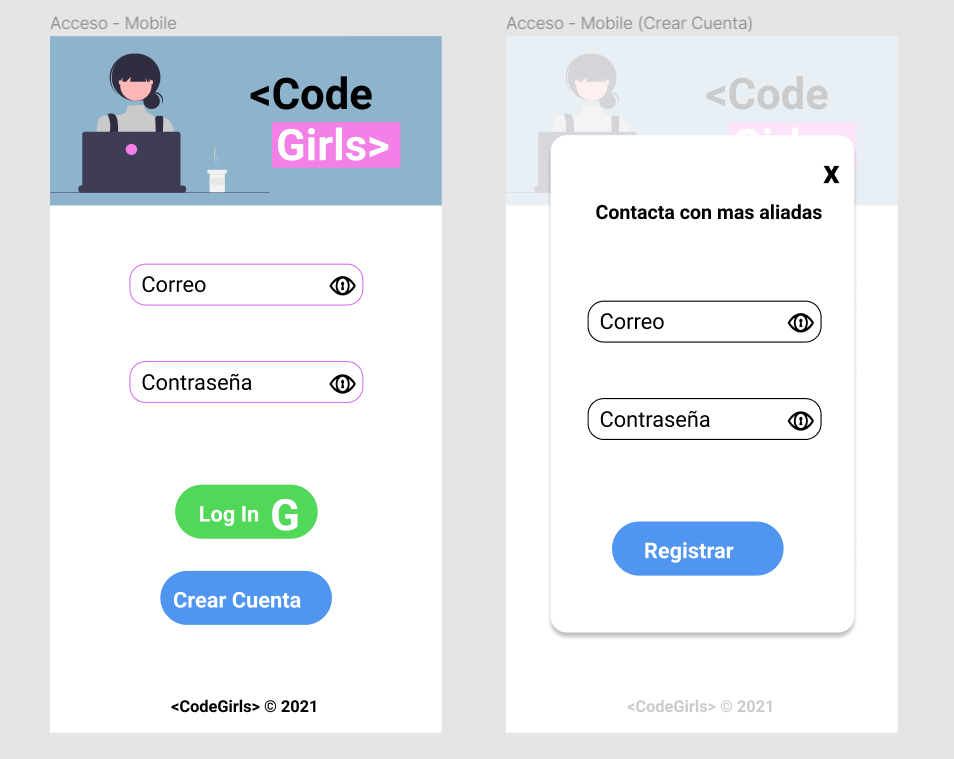 Acceso - Mobile
<Code
Girls>
Correo
Contraseña
Log In G
Crear Cuenta
<CodeGirls> © 2021
Acceso - Mobile (Crear Cuenta)
<Code
Girls>
X
Contacta con mas aliadas
Correo
Contraseña
Registrar
<CodeGirls> © 2021